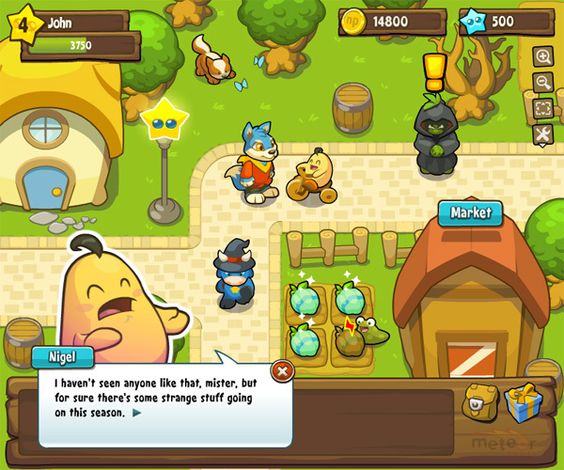 4
John
3750
np
14800
500
Market
Nigel
I haven't seen anyone like that, mister, but
for sure there's some strange stuff going
on this season.